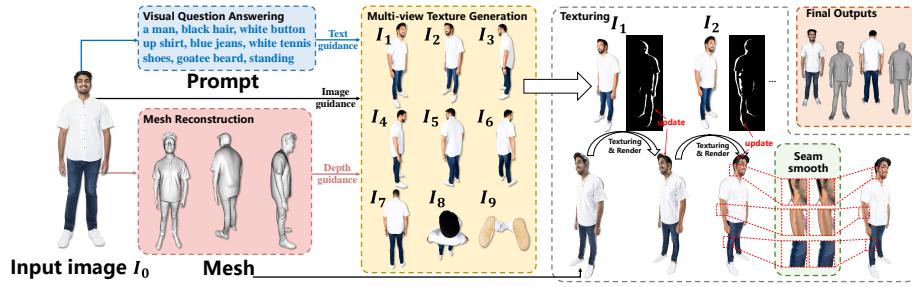 Visual Question Answering
a man, black hair, white button
up shirt, blue jeans, white tennis
shoes, goatee beard, standing
Prompt
Text
guidance
Image
guidance
Mesh Reconstruction
Depth
guidance
Input image I₀
Mesh
Multi-view Texture Generation
I₁
I₂
I₃
I₄
I₅
I₆
I₇
I₈
I₉
Texturing
I₁
I₂
...
update
update
Texturing
& Render
Texturing
& Render
Seam
smooth
Final Outputs